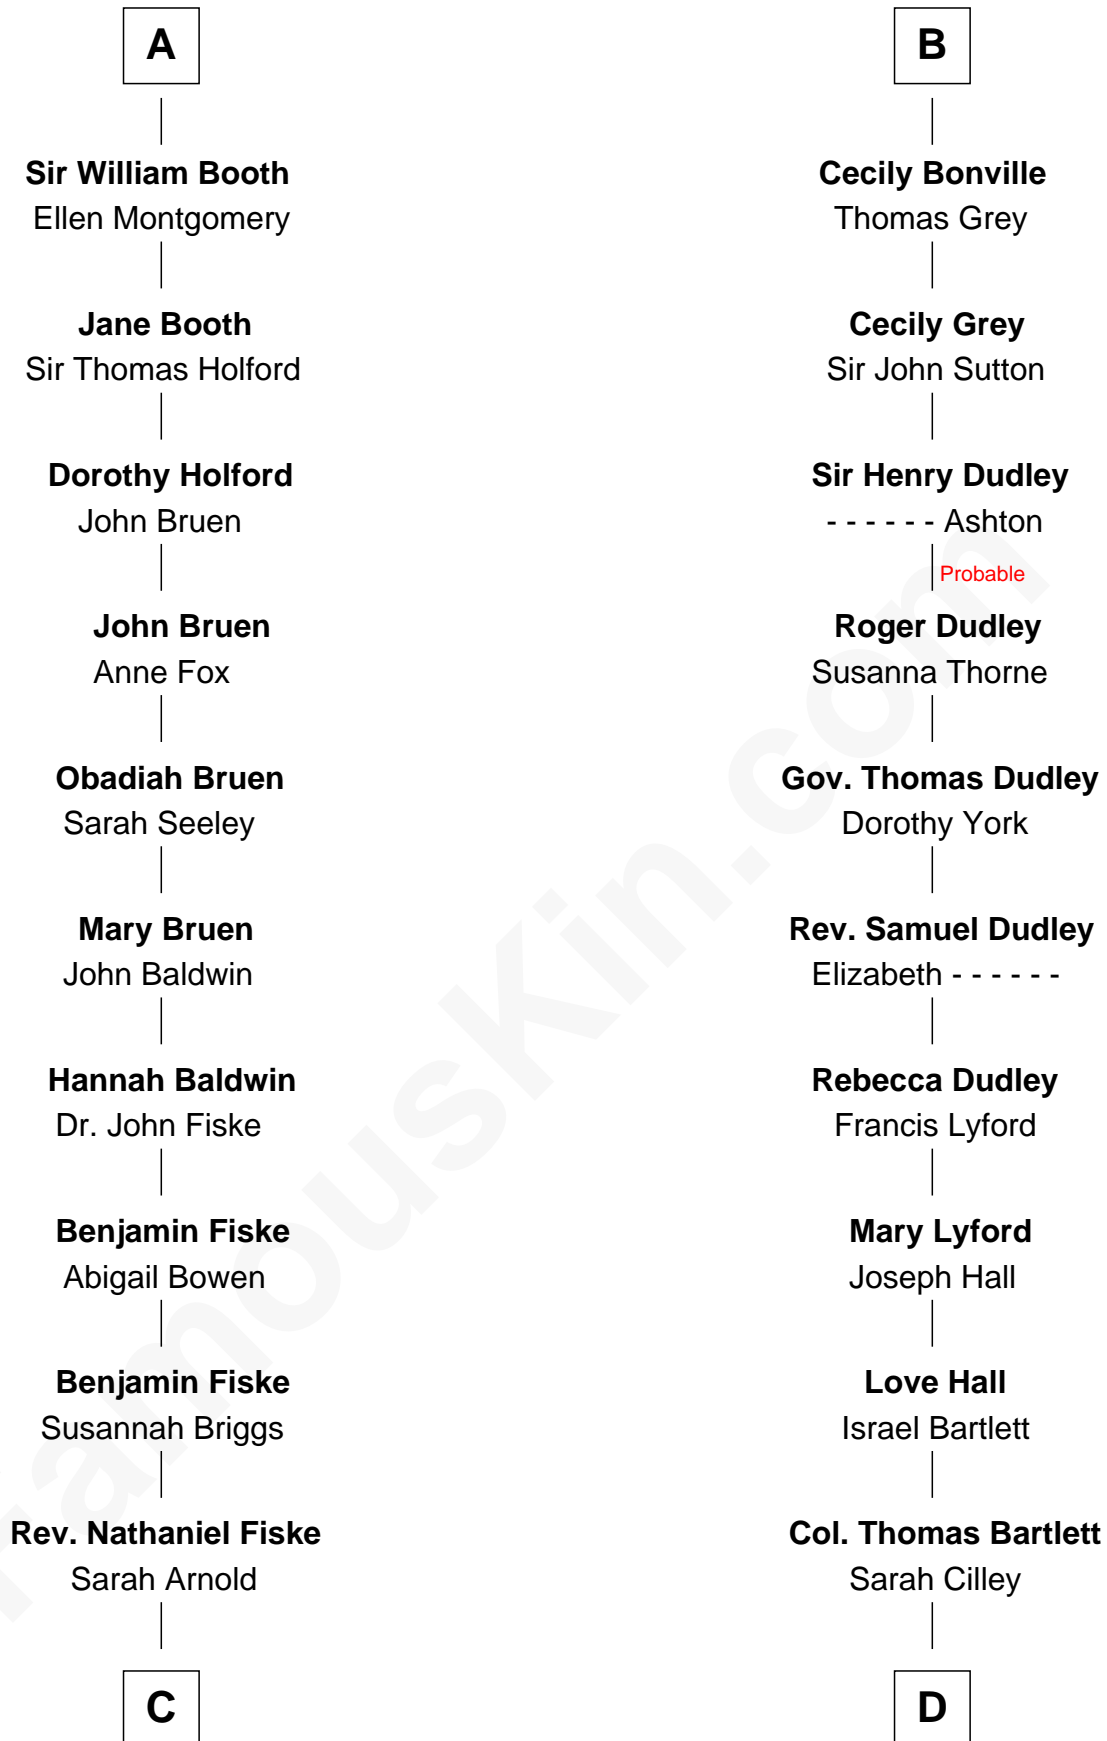 A
Sir William Booth
Ellen Montgomery
Jane Booth
Sir Thomas Holford
Dorothy Holford
John Bruen
John Bruen
Anne Fox
Obadiah Bruen
Sarah Seeley
Mary Bruen
John Baldwin
Hannah Baldwin
Dr. John Fiske
Benjamin Fiske
Abigail Bowen
Benjamin Fiske
Susannah Briggs
Rev. Nathaniel Fiske
Sarah Arnold
C
B
Cecily Bonville
Thomas Grey
Cecily Grey
Sir John Sutton
Sir Henry Dudley
- - - - - - Ashton
Probable
Roger Dudley
Susanna Thorne
Gov. Thomas Dudley
Dorothy York
Rev. Samuel Dudley
Elizabeth - - - - - -
Rebecca Dudley
Francis Lyford
Mary Lyford
Joseph Hall
Love Hall
Israel Bartlett
Col. Thomas Bartlett
Sarah Cilley
D
FamousKin.com